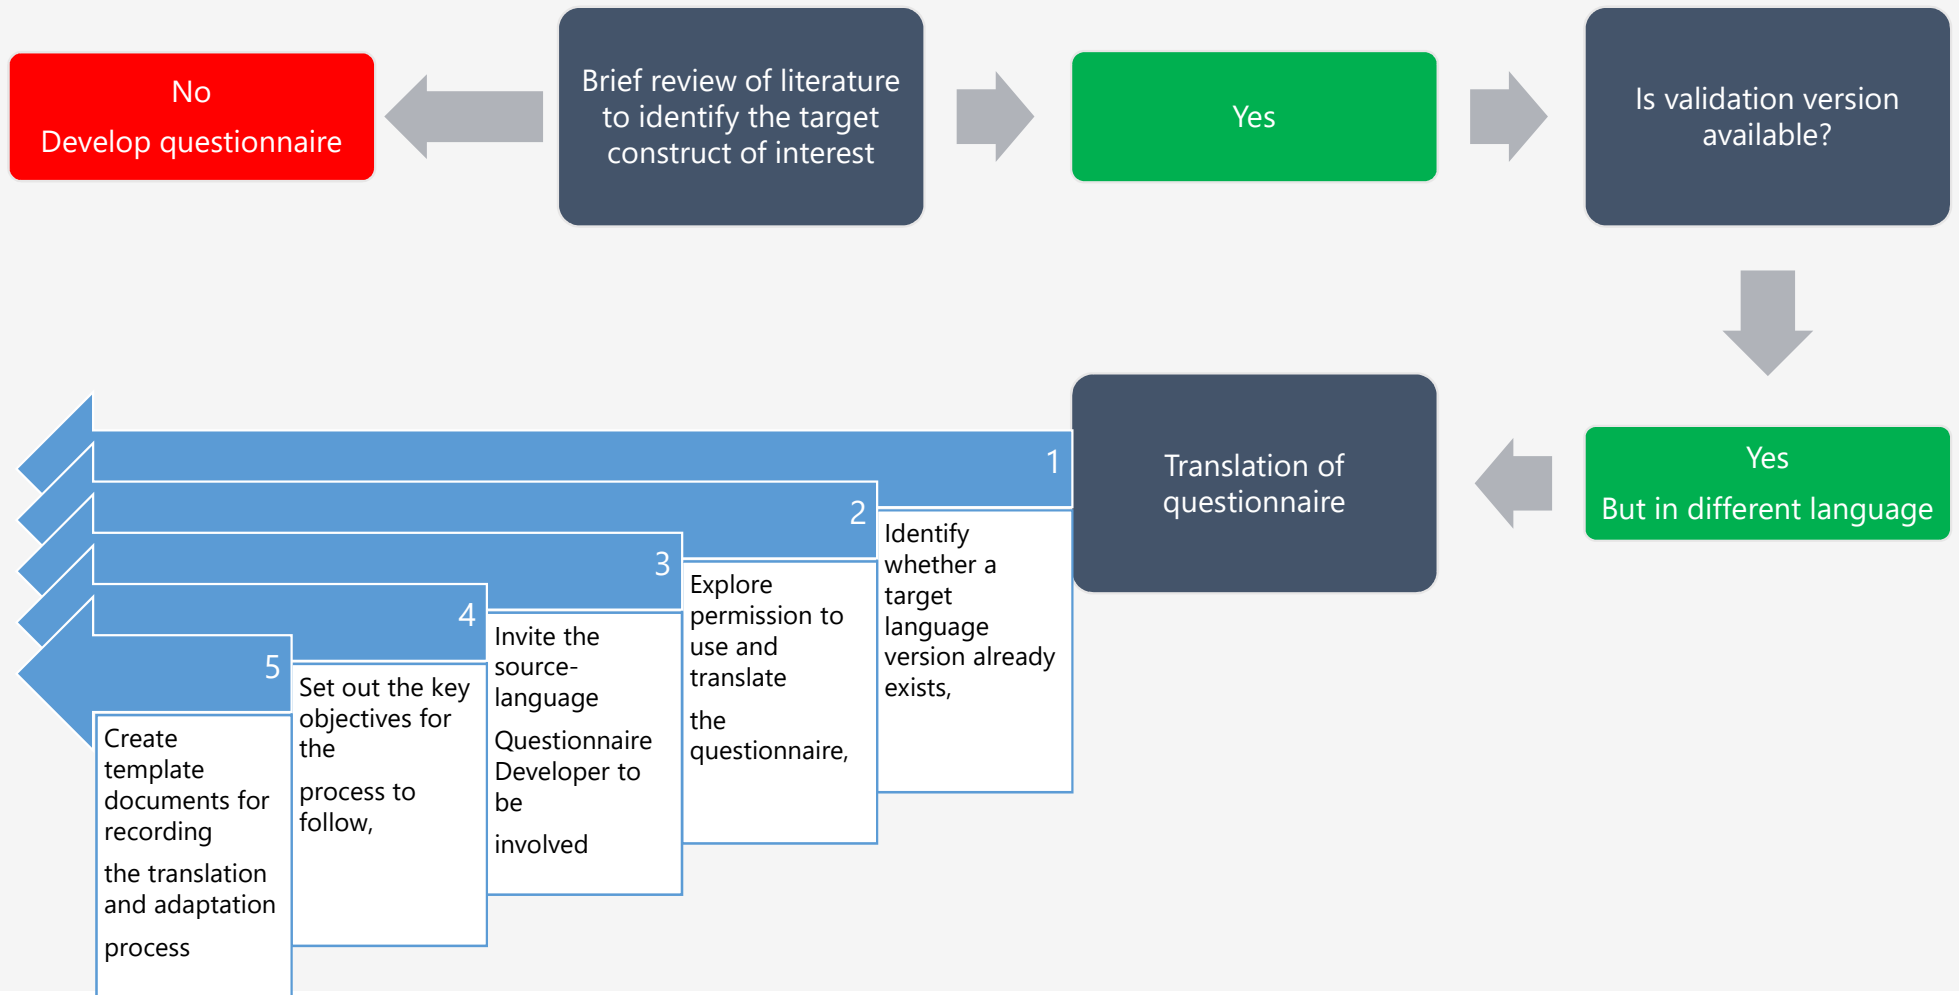 No
Develop questionnaire
Brief review of literature
to identify the target
construct of interest
Yes
Is validation version
available?
Yes
But in different language
Translation of
questionnaire
1
Identify
whether a
target
language
version already
exists,
2
Explore
permission to
use and
translate
the
questionnaire,
3
Invite the
source-
language
Questionnaire
Developer to
be
involved
4
Set out the key
objectives for
the
process to
follow,
5
Create
template
documents for
recording
the translation
and adaptation
process